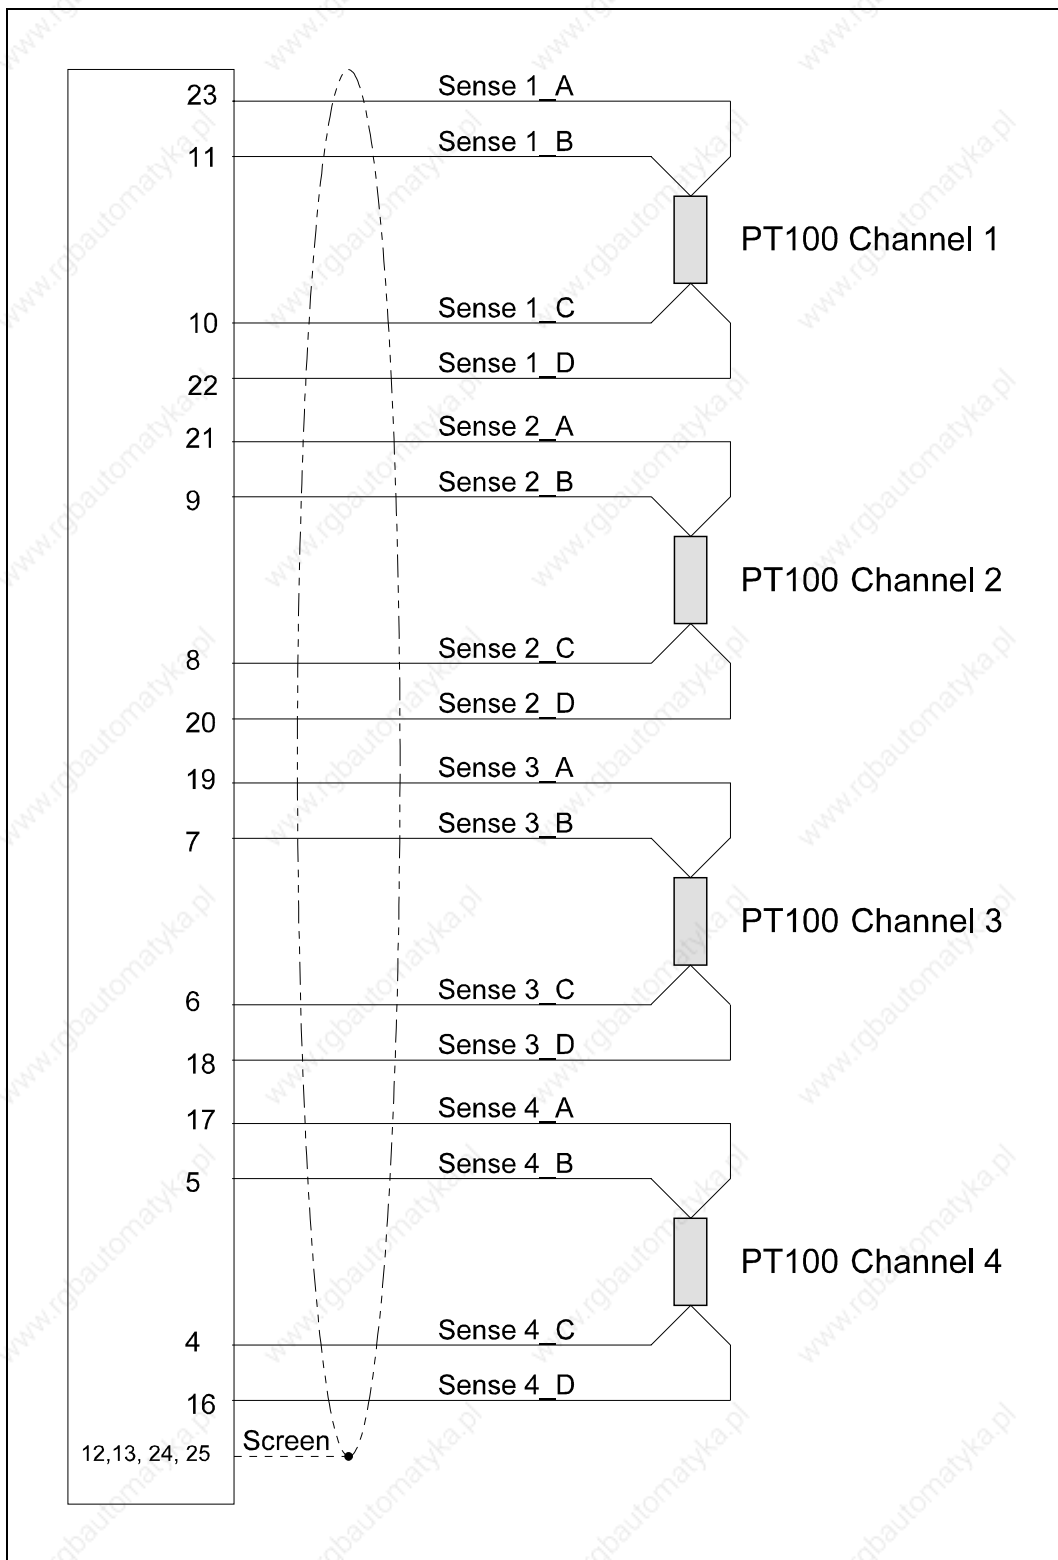 23 Sense 1_A
11 Sense 1_B
PT100 Channel 1
10 Sense 1_C
22 Sense 1_D
21 Sense 2_A
9 Sense 2_B
PT100 Channel 2
8 Sense 2_C
20 Sense 2_D
19 Sense 3_A
7 Sense 3_B
PT100 Channel 3
6 Sense 3_C
18 Sense 3_D
17 Sense 4_A
5 Sense 4_B
PT100 Channel 4
4 Sense 4_C
16 Sense 4_D
12,13, 24, 25 Screen
www.rgbautomatyka.pl